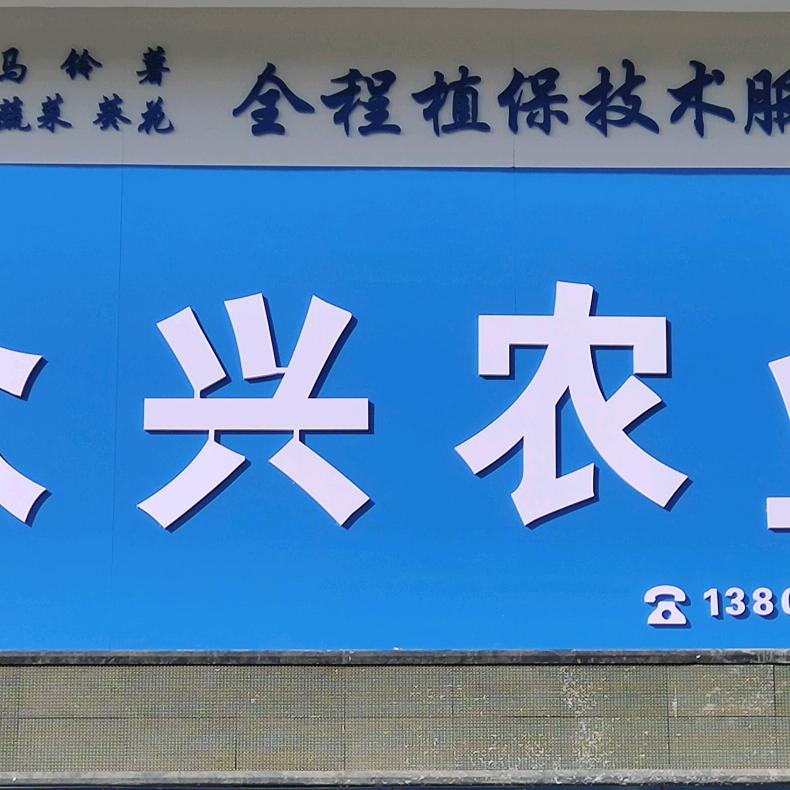 马铃薯
蔬菜 葵花
全程植保技术服
兴农
☎ 1380